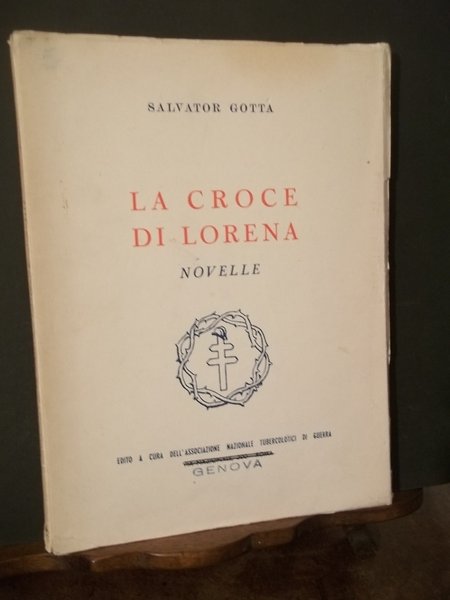 SALVATOR GOTTA
LA CROCE
DI LORENA
NOVELLE
EDITO A CURA DELL'ASSOCIAZIONE NAZIONALE TUBERCOLOTICI DI GUERRA
GENOVA